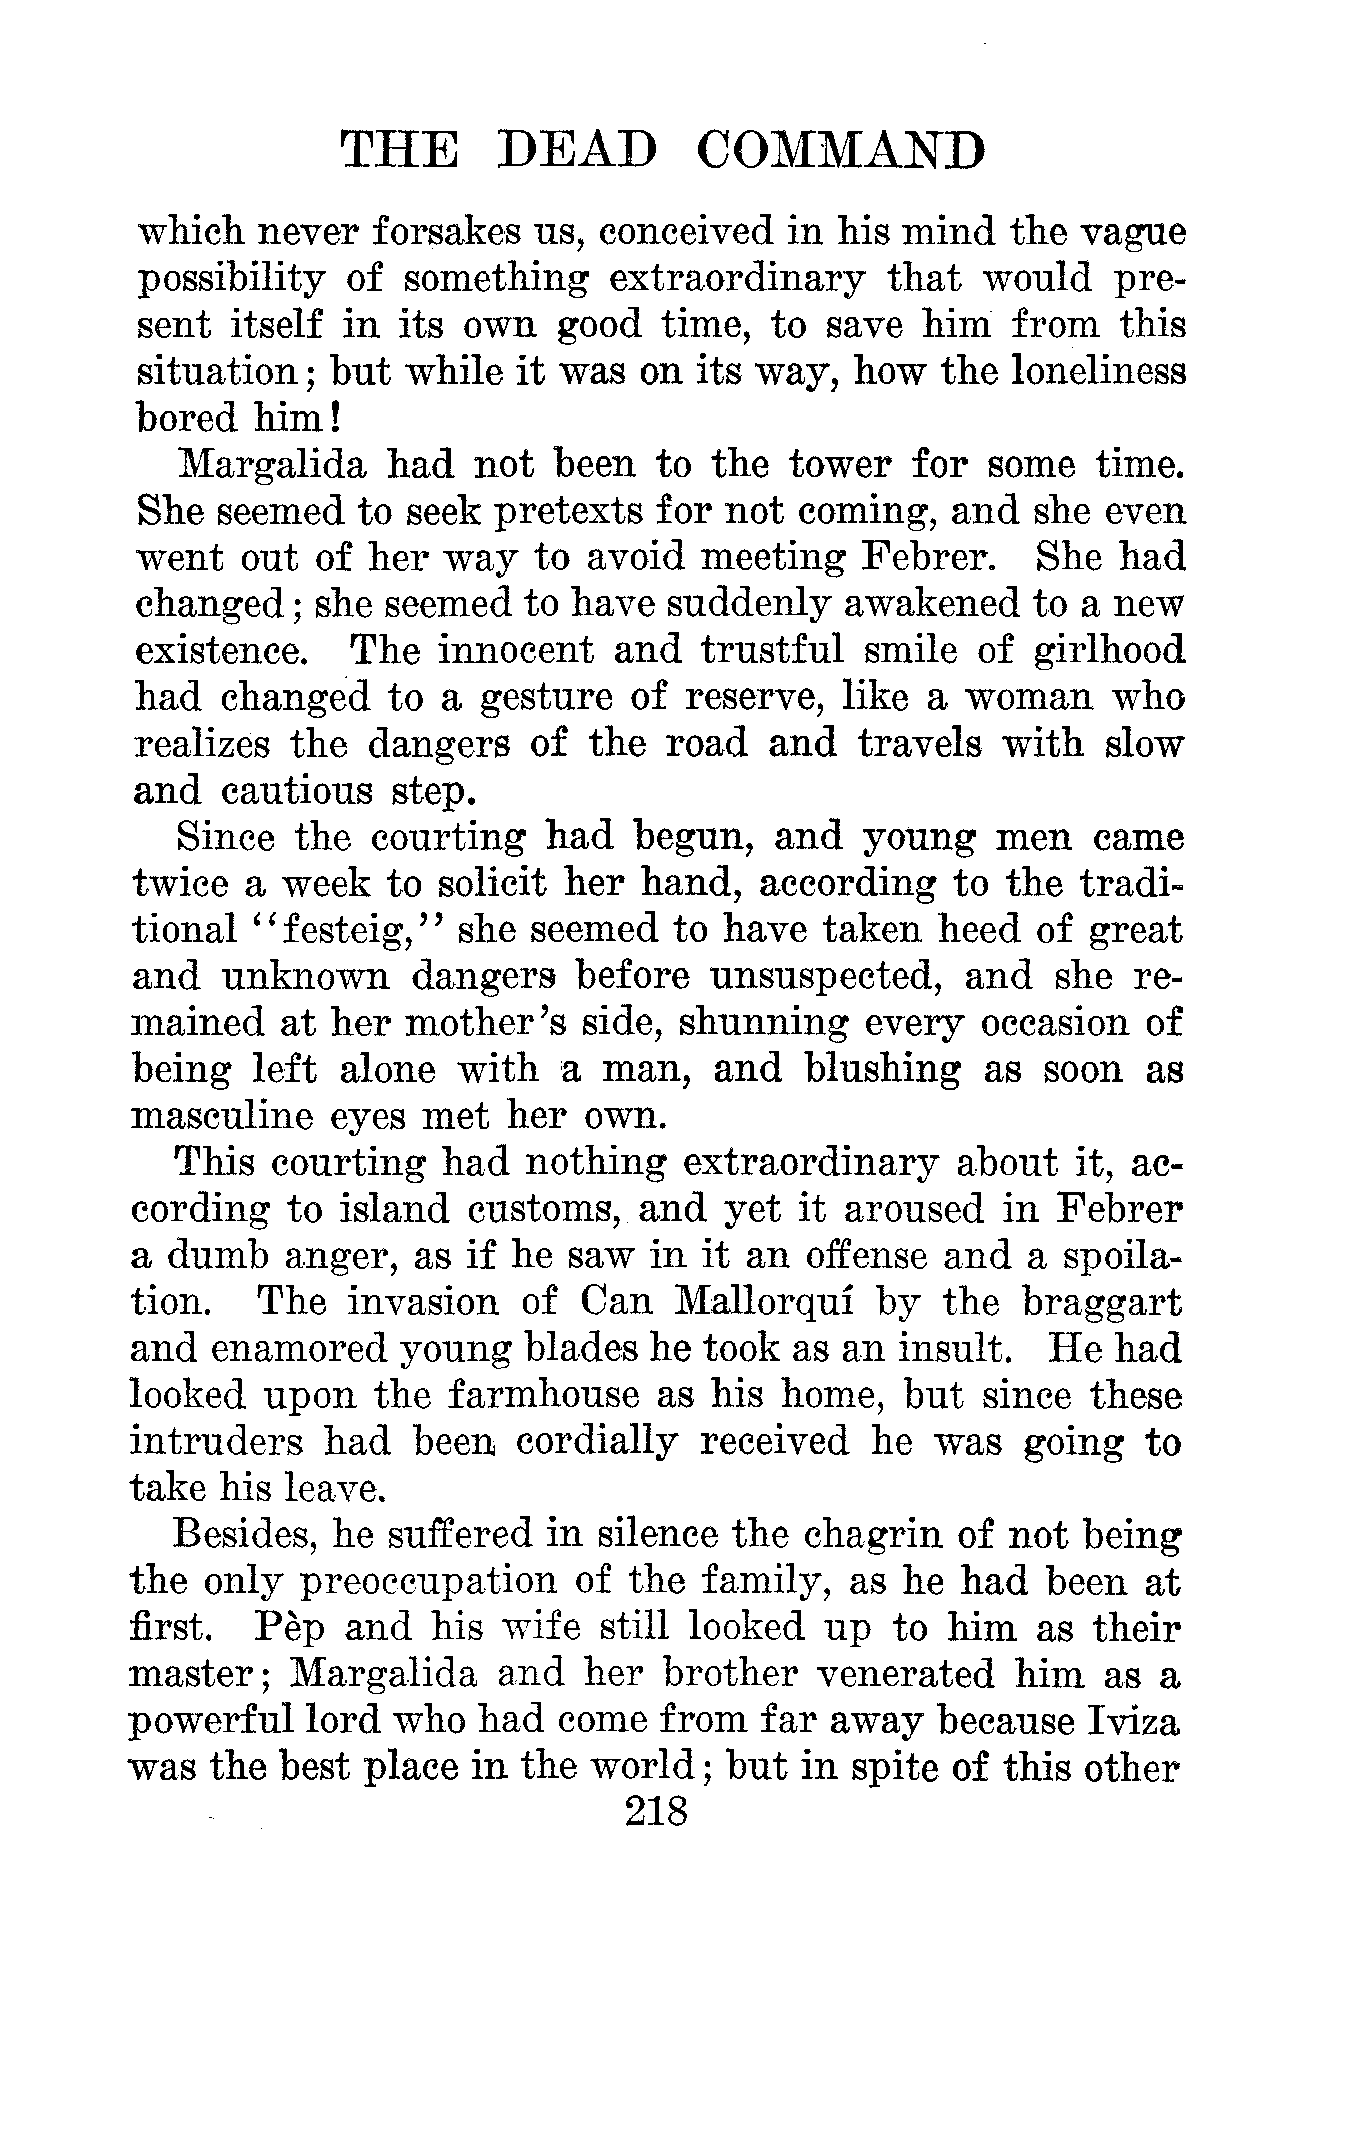 THE DEAD COMMAND
which never forsakes us, conceived in his mind the vague
possibility of something extraordinary that would pre-
sent itself in its own good time, to save him from this
situation; but while it was on its way, how the loneliness
bored him!
Margalida had not been to the tower for some time.
She seemed to seek pretexts for not coming, and she even
went out of her way to avoid meeting Febrer. She had
changed; she seemed to have suddenly awakened to a new
existence. The innocent and trustful smile of girlhood
had changed to a gesture of reserve, like a woman who
realizes the dangers of the road and travels with slow
and cautious step.
Since the courting had begun, and young men came
twice a week to solicit her hand, according to the tradi-
tional "festeig," she seemed to have taken heed of great
and unknown dangers before unsuspected, and she re-
mained at her mother's side, shunning every occasion of
being left alone with a man, and blushing as soon as
masculine eyes met her own.
This courting had nothing extraordinary about it, ac-
cording to island customs, and yet it aroused in Febrer
a dumb anger, as if he saw in it an offense and a spoila-
tion. The invasion of Can Mallorquí by the braggart
and enamored young blades he took as an insult. He had
looked upon the farmhouse as his home, but since these
intruders had been cordially received he was going to
take his leave.
Besides, he suffered in silence the chagrin of not being
the only preoccupation of the family, as he had been at
first. Pèp and his wife still looked up to him as their
master; Margalida and her brother venerated him as a
powerful lord who had come from far away because Iviza
was the best place in the world; but in spite of this other
218